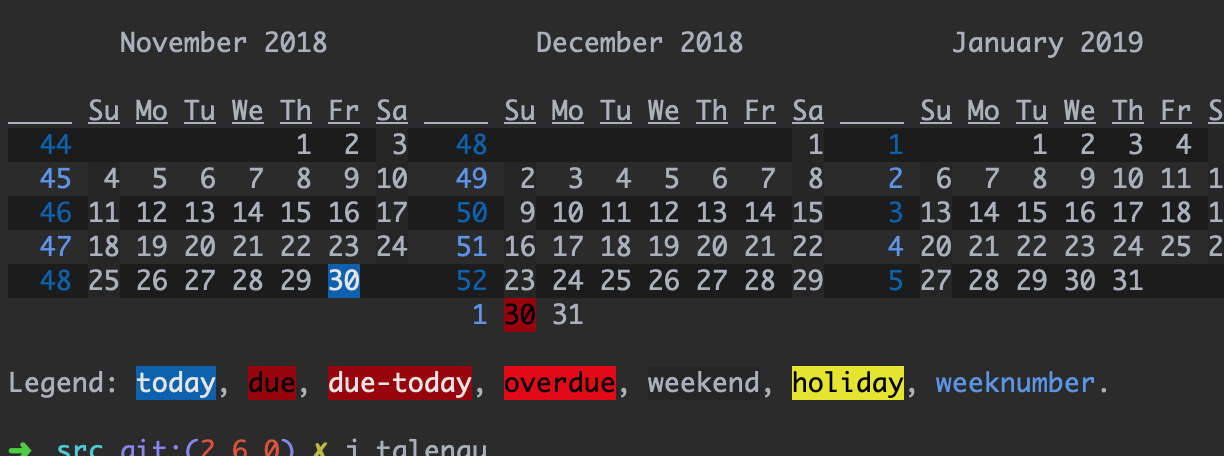 November 2018 December 2018 January 2019
Su Mo Tu We Th Fr Sa Su Mo Tu We Th Fr Sa Su Mo Tu We Th Fr
44 1 2 3 48 1 1 1 2 3 4
45 4 5 6 7 8 9 10 49 2 3 4 5 6 7 8 2 6 7 8 9 10 11
46 11 12 13 14 15 16 17 50 9 10 11 12 13 14 15 3 13 14 15 16 17 18
47 18 19 20 21 22 23 24 51 16 17 18 19 20 21 22 4 20 21 22 23 24 25
48 25 26 27 28 29 30 52 23 24 25 26 27 28 29 5 27 28 29 30 31
1 30 31
Legend: today, due, due-today, overdue, weekend, holiday, weeknumber.
➜ src git:(2.6.0) ✗